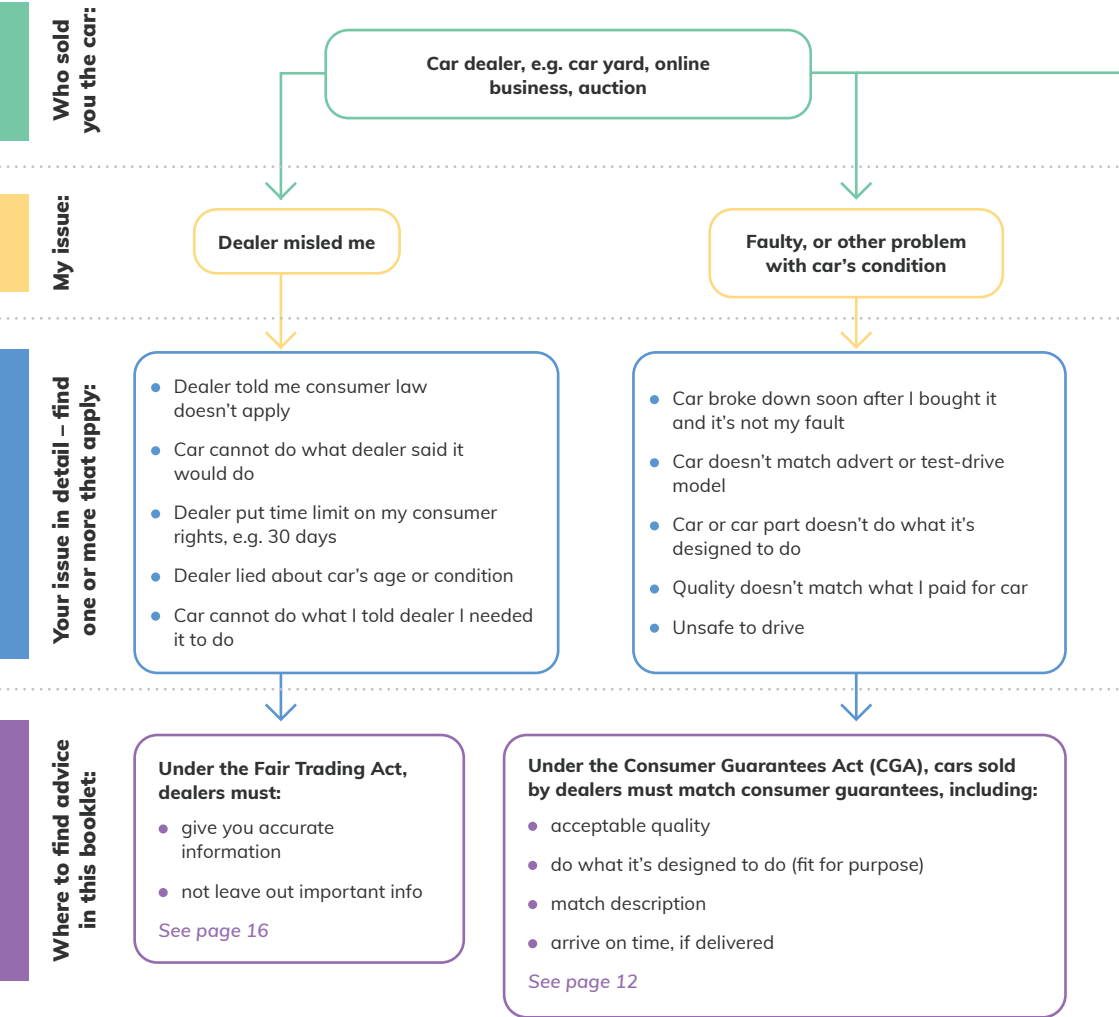 Who sold
you the car:
Car dealer, e.g. car yard, online
business, auction
My issue:
Dealer misled me
Faulty, or other problem
with car's condition
Your issue in detail – find
one or more that apply:
Dealer told me consumer law
doesn't apply
Car cannot do what dealer said it
would do
Dealer put time limit on my consumer
rights, e.g. 30 days
Dealer lied about car's age or condition
Car cannot do what I told dealer I needed
it to do
Car broke down soon after I bought it
and it's not my fault
Car doesn't match advert or test-drive
model
Car or car part doesn't do what it's
designed to do
Quality doesn't match what I paid for car
Unsafe to drive
Where to find advice
in this booklet:
Under the Fair Trading Act,
dealers must:
give you accurate
information
not leave out important info
See page 16
Under the Consumer Guarantees Act (CGA), cars sold
by dealers must match consumer guarantees, including:
acceptable quality
do what it's designed to do (fit for purpose)
match description
arrive on time, if delivered
See page 12